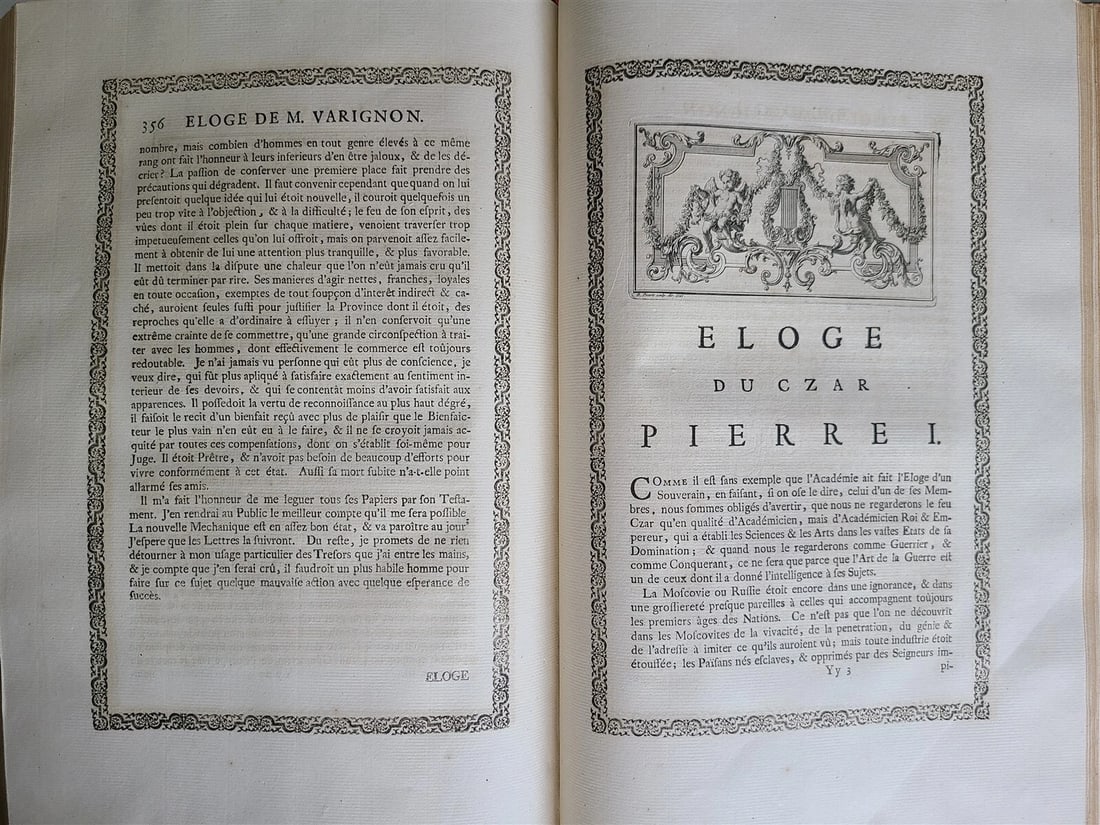 356 ELOGE DE M. VARIGNON.
nombre, mais combien d'hommes en tout genre élevés à ce même
rang ont fait l'honneur à leurs inferieurs d'en être jaloux, & de les dé-
crier? La paſſion de conſerver une premiere place fait prendre des
précautions qui dégradent. Il faut convenir cependant que quand on lui
preſentoit quelque idée qui lui étoit nouvelle, il couroit quelquefois un
peu trop vîte à l'objection, & à la difficulté; le feu de ſon eſprit, des
vûes dont il étoit plein ſur chaque matiere, venoient traverſer trop
impetueuſement celles qu'on lui offroit, mais on parvenoit aſſez facile-
ment à obtenir de lui une attention plus tranquille, & plus favorable.
Il mettoit dans la diſpute une chaleur que l'on n'eût jamais cru qu'il
eût dû terminer par rire. Ses manieres d'agir nettes, franches, loyales
en toute occaſion, exemptes de tout ſoupçon d'interêt indirect & ca-
ché, auroient ſeules ſuffi pour juſtifier la Province dont il étoit, des
reproches qu'elle a d'ordinaire à eſſuyer; il n'en conſervoit qu'une
extrême crainte de ſe commettre, qu'une grande circonſpection à trai-
ter avec les hommes, dont effectivement le commerce eſt toûjours
redoutable. Je n'ai jamais vu perſonne qui eût plus de conſcience, je
veux dire, qui fût plus appliqué à ſatisfaire exactement au ſentiment in-
terieur de ſes devoirs, & qui ſe contentât moins d'avoir ſatisfait aux
apparences. Il poſſedoit la vertu de reconnoiſſance au plus haut dégré,
il faiſoit le recit d'un bienfait reçû avec plus de plaiſir que le Bienfaic-
teur le plus vain n'en eût eu à le faire, & il ne ſe croyoit jamais ac-
quité par toutes ces compenſations, dont on s'établit ſoi-même pour
Juge. Il étoit Prêtre, & n'avoit pas beſoin de beaucoup d'efforts pour
vivre conformément à cet état. Auſſi ſa mort ſubite n'a-t-elle point
allarmé ſes amis.
Il m'a fait l'honneur de me leguer tous ſes Papiers par ſon Teſta-
ment. J'en rendrai au Public le meilleur compte qu'il me ſera poſſible.
La nouvelle Mechanique eſt en aſſez bon état, & va paroître au jour
J'eſpere que les Lettres la ſuivront. Du reſte, je promets de ne rien
détourner à mon uſage particulier des Treſors que j'ai entre les mains,
& je compte que j'en ſerai crû, il faudroit un plus habile homme pour
faire ſur ce ſujet quelque mauvaiſe action avec quelque eſperance de
ſuccès.
ELOGE
ELOGE
DU CZAR
PIERRE I.
COMME il eſt ſans exemple que l'Académie ait fait l'Eloge d'un
Souverain, en faiſant, ſi on oſe le dire, celui d'un de ſes Mem-
bres, nous ſommes obligés d'avertir, que nous ne regarderons le feu
Czar qu'en qualité d'Académicien, mais d'Académicien Roi & Em-
pereur, qui a établi les Sciences & les Arts dans les vaſtes Etats de ſa
Domination; & quand nous le regarderons comme Guerrier, &
comme Conquerant, ce ne ſera que parce que l'Art de la Guerre eſt
un de ceux dont il a donné l'intelligence à ſes Sujets.
La Moſcovie ou Ruſſie étoit encore dans une ignorance, & dans
une groſſiereté preſque pareilles à celles qui accompagnent toûjours
les premiers âges des Nations. Ce n'eſt pas que l'on ne découvrît
dans les Moſcovites de la vivacité, de la penetration, du génie &
de l'adreſſe à imiter ce qu'ils auroient vû; mais toute induſtrie étoit
étouffée; les Païſans nés eſclaves, & opprimés par des Seigneurs im-
Yy 3 pi-